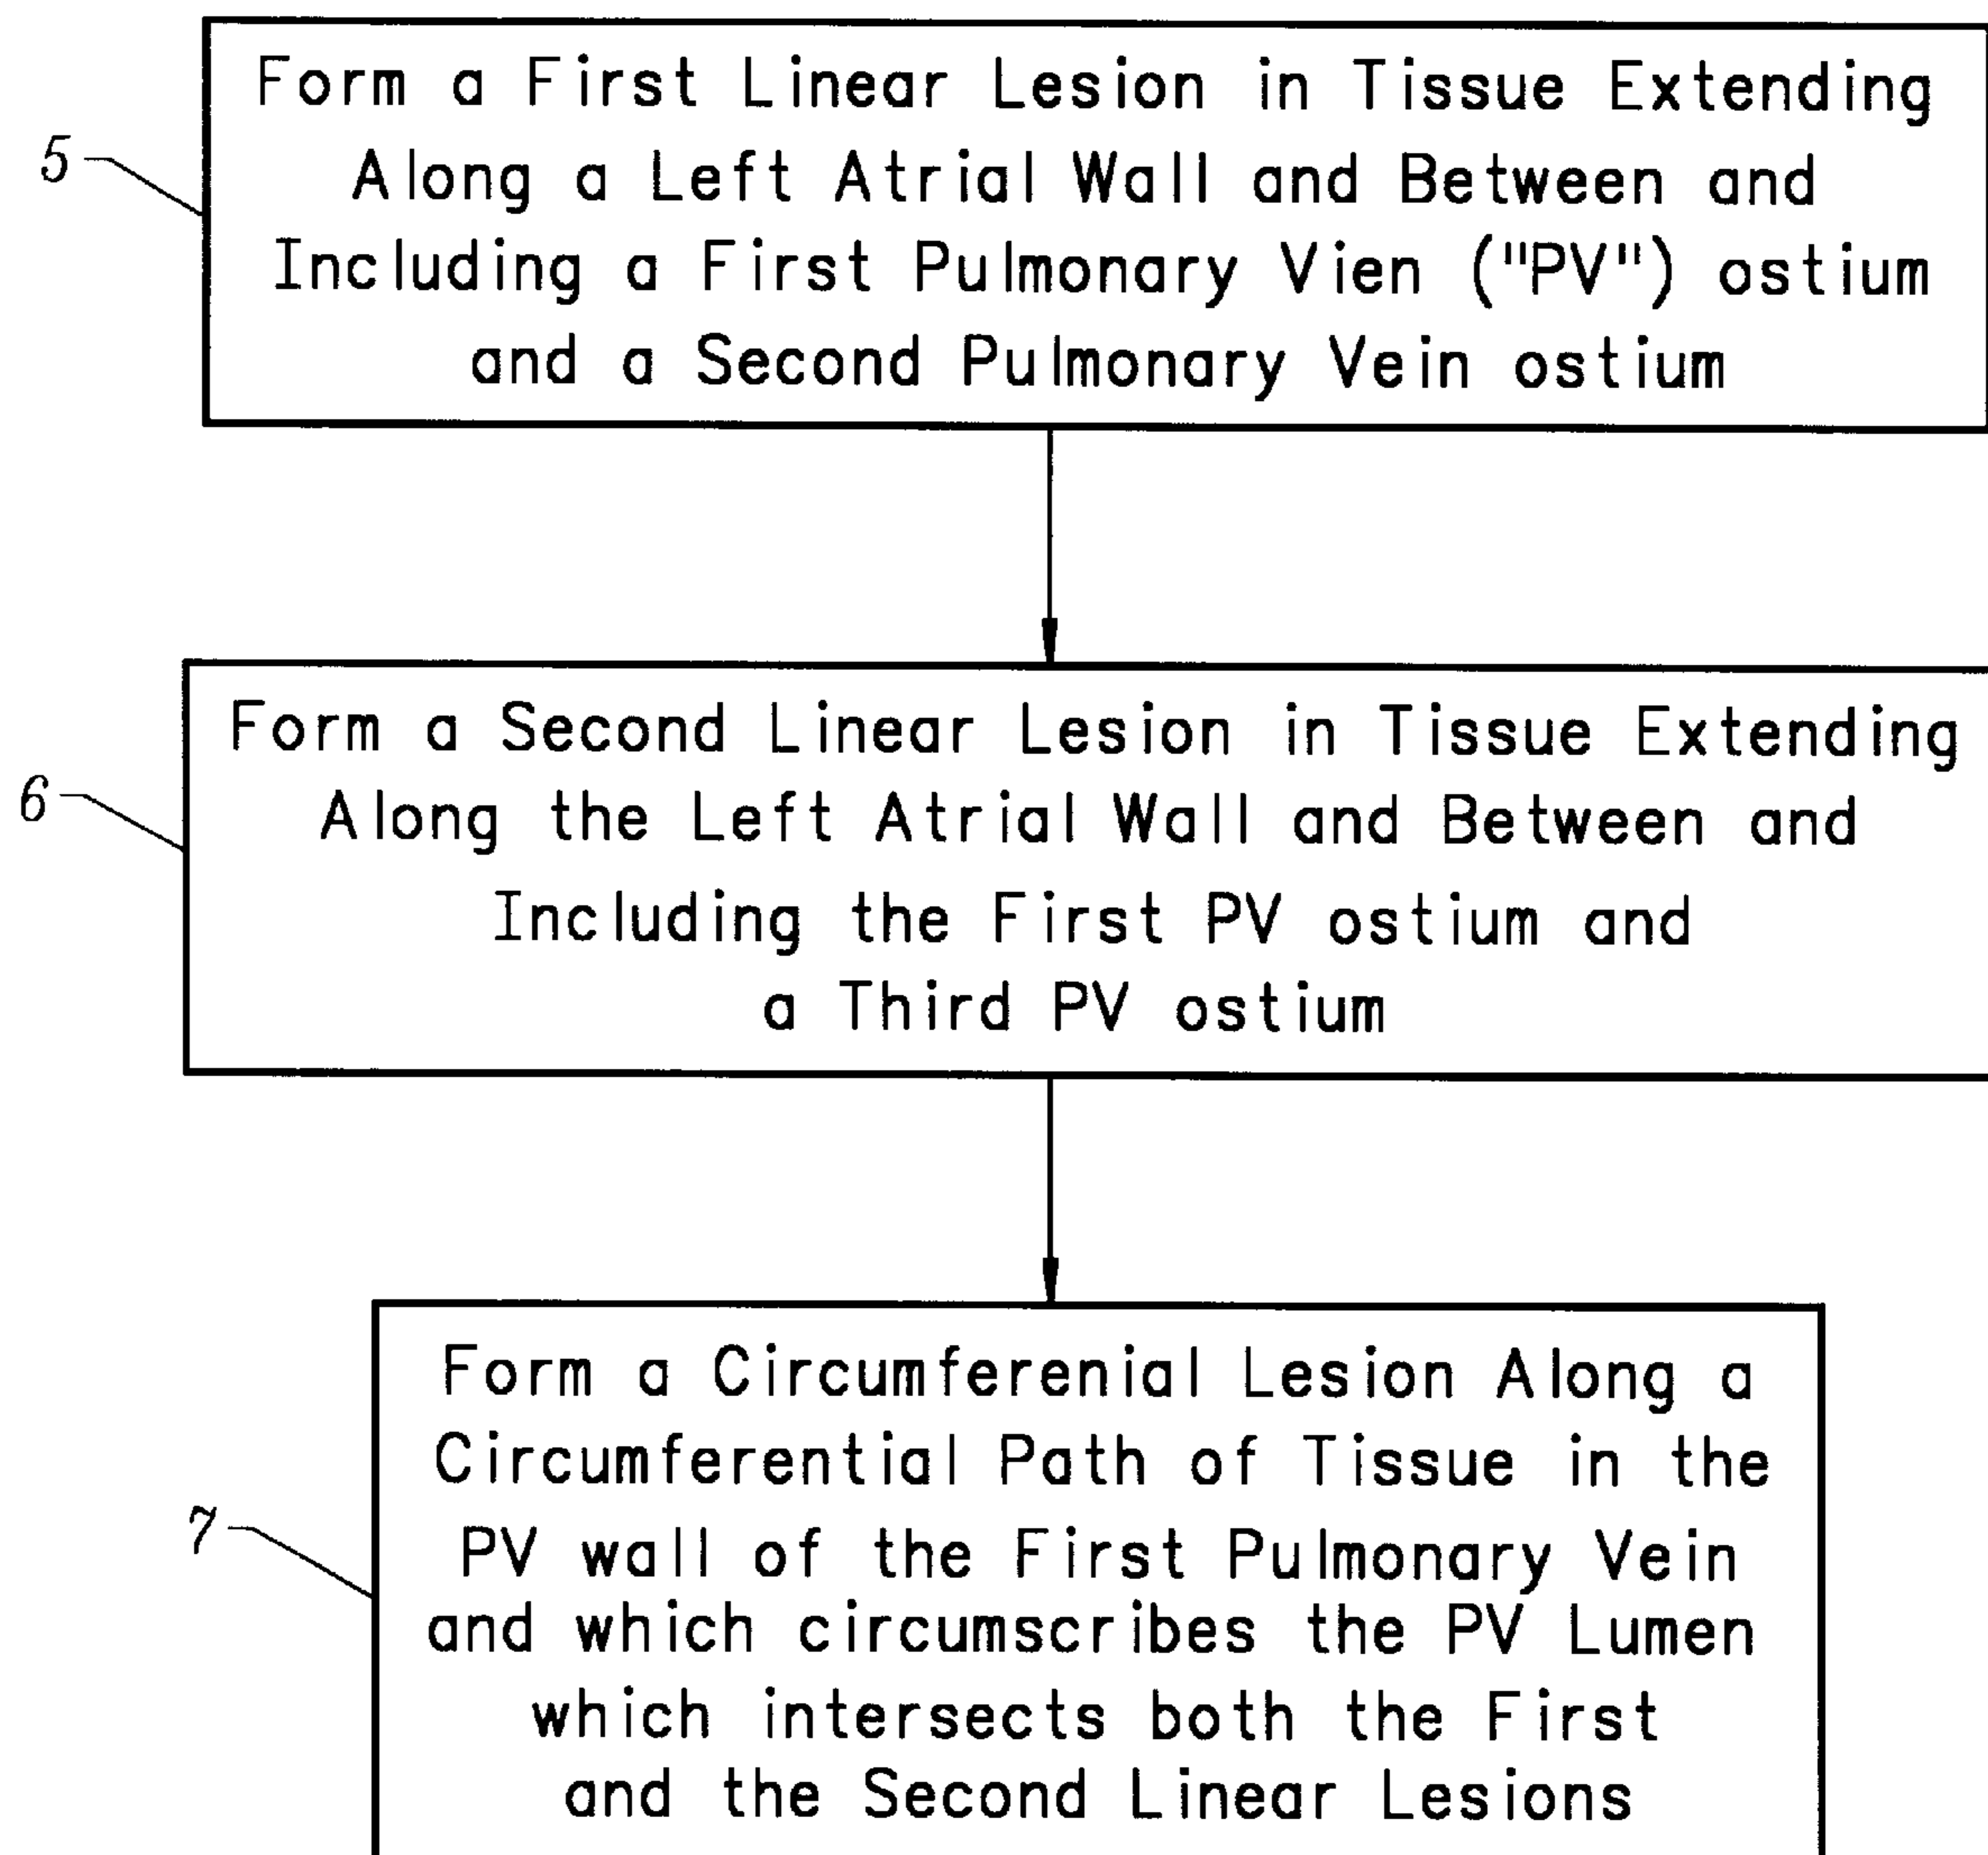 Form a First Linear Lesion in Tissue Extending
5
Along a Left Atrial Wall and Between and
Including a First Pulmonary Vien ("PV") ostium
and a Second Pulmonary Vein ostium
Form a Second Linear Lesion in Tissue Extending
6
Along the Left Atrial Wall and Between and
Including the First PV ostium and
a Third PV ostium
Form a Circumferenial Lesion Along a
Circumferential Path of Tissue in the
7
PV wall of the First Pulmonary Vein
and which circumscribes the PV Lumen
which intersects both the First
and the Second Linear Lesions